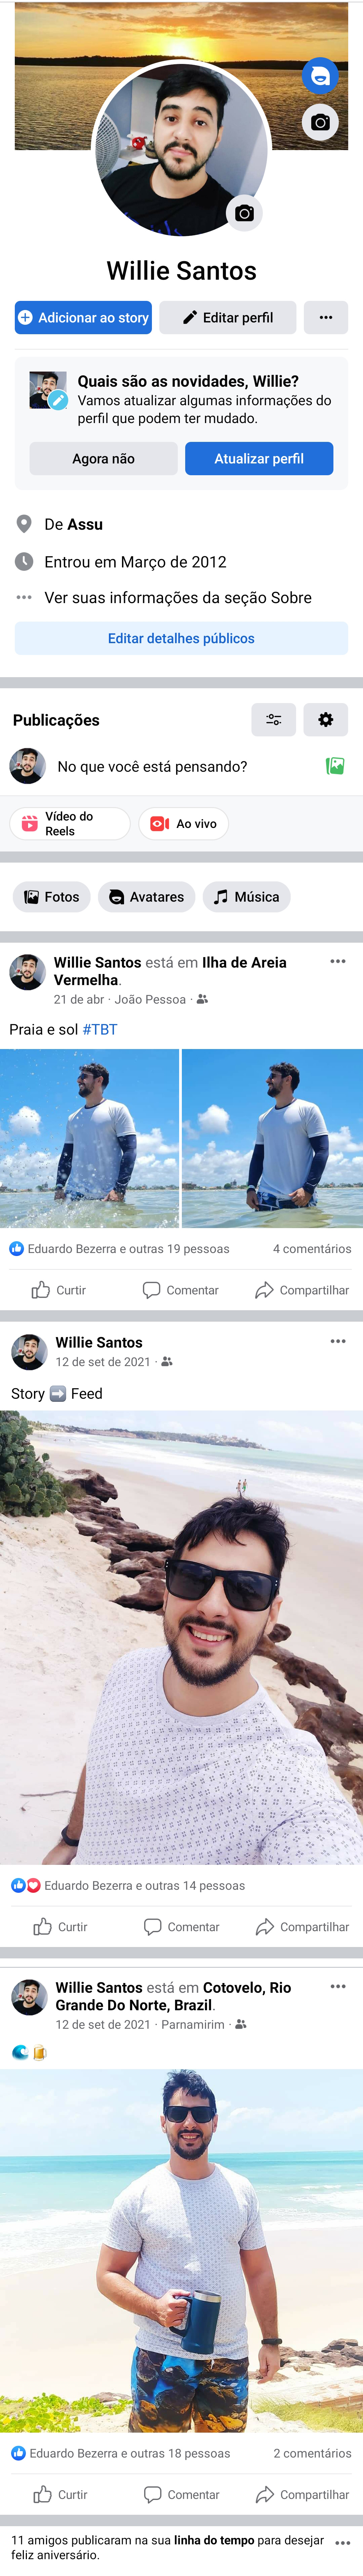 Willie Santos
Adicionar ao story
Editar perfil
Quais são as novidades, Willie?
Vamos atualizar algumas informações do
perfil que podem ter mudado.
Agora não
Atualizar perfil
De Assu
Entrou em Março de 2012
Ver suas informações da seção Sobre
Editar detalhes públicos
Publicações
No que você está pensando?
Vídeo do
Reels
Ao vivo
Fotos
Avatares
Música
Willie Santos está em Ilha de Areia
Vermelha.
21 de abr · João Pessoa ·
Praia e sol #TBT
Eduardo Bezerra e outras 19 pessoas
4 comentários
Curtir
Comentar
Compartilhar
Willie Santos
12 de set de 2021 ·
Story ➡️ Feed
Eduardo Bezerra e outras 14 pessoas
Curtir
Comentar
Compartilhar
Willie Santos está em Cotovelo, Rio
Grande Do Norte, Brazil.
12 de set de 2021 · Parnamirim ·
🌊 🍺
Eduardo Bezerra e outras 18 pessoas
2 comentários
Curtir
Comentar
Compartilhar
11 amigos publicaram na sua linha do tempo para desejar
feliz aniversário.